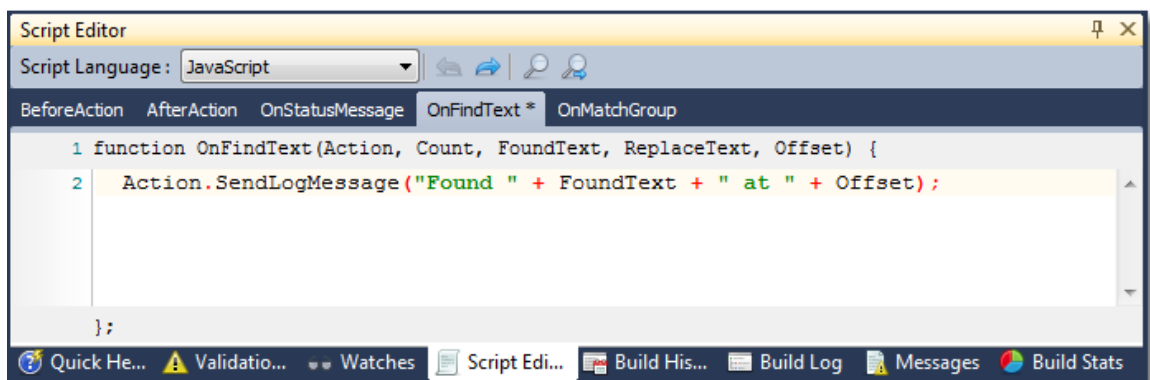 Script Editor
Script Language: JavaScript
BeforeAction AfterAction OnStatusMessage OnFindText * OnMatchGroup
1 function OnFindText(Action, Count, FoundText, ReplaceText, Offset) {
2 Action.SendLogMessage("Found " + FoundText + " at " + Offset);
};
Quick He... Validatio... Watches Script Edi... Build His... Build Log Messages Build Stats